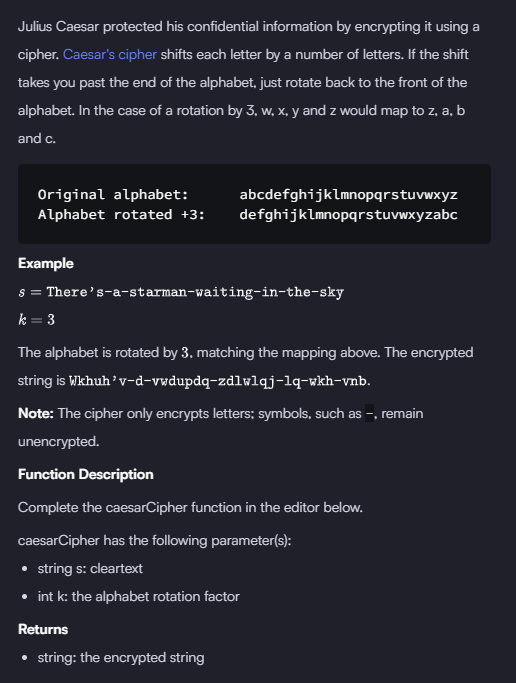 Julius Caesar protected his confidential information by encrypting it using a
cipher. Caesar's cipher shifts each letter by a number of letters. If the shift
takes you past the end of the alphabet, just rotate back to the front of the
alphabet. In the case of a rotation by 3, w, x, y and z would map to z, a, b
and c.
Original alphabet:      abcdefghijklmnopqrstuvwxyz
Alphabet rotated +3:    defghijklmnopqrstuvwxyzabc
Example
s = There's-a-starman-waiting-in-the-sky
k = 3
The alphabet is rotated by 3, matching the mapping above. The encrypted
string is Wkhuh'v-d-vwdupdq-zdlwlqj-lq-wkh-vnb.
Note: The cipher only encrypts letters; symbols, such as -, remain
unencrypted.
Function Description
Complete the caesarCipher function in the editor below.
caesarCipher has the following parameter(s):
• string s: cleartext
• int k: the alphabet rotation factor
Returns
• string: the encrypted string